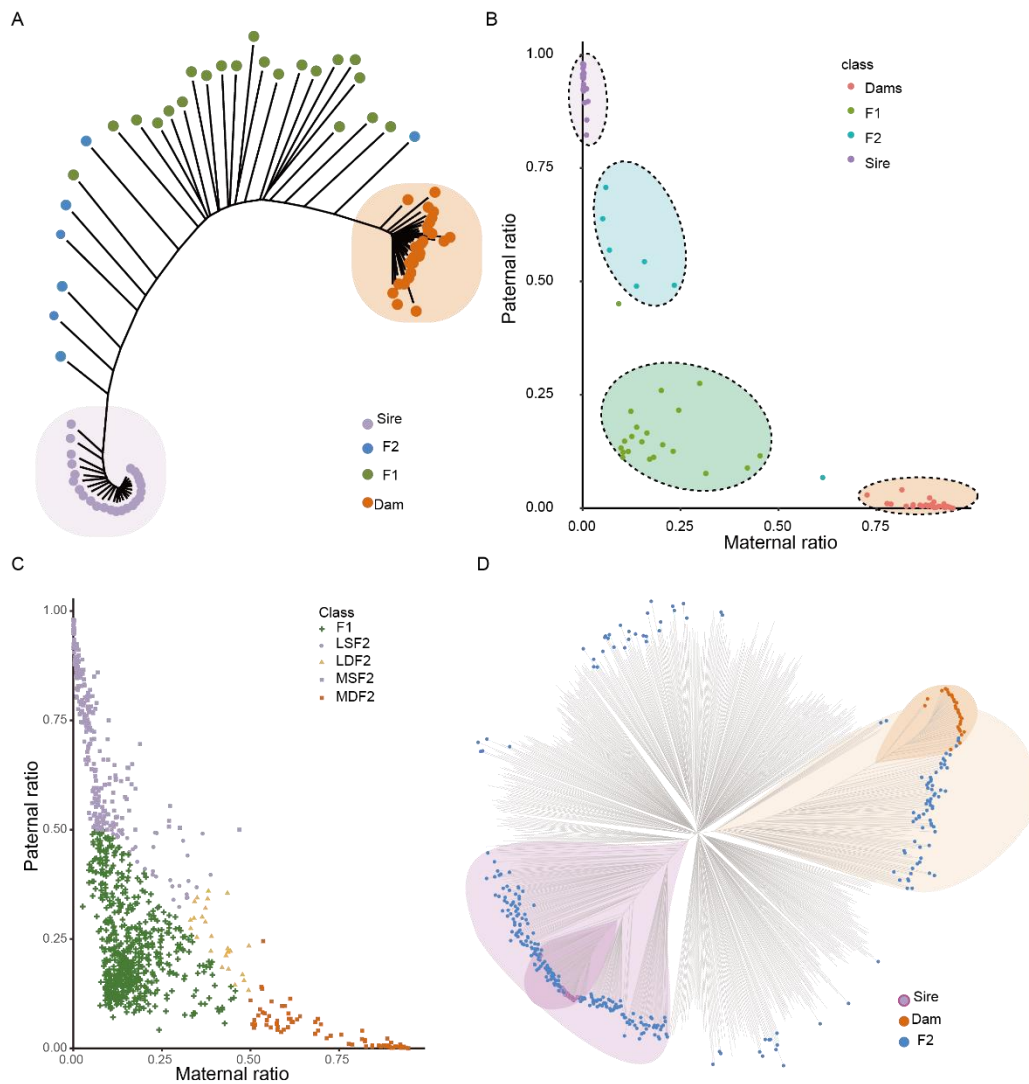 A
Sire
F2
F1
Dam
B
1.00
0.75
0.50
0.25
0.00
Paternal ratio
0.00
0.25
0.50
0.75
Maternal ratio
class
Dams
F1
F2
Sire
C
1.00
0.75
0.50
0.25
0.00
Paternal ratio
0.00
0.25
0.50
0.75
Maternal ratio
Class
F1
LSF2
LDF2
MSF2
MDF2
D
Sire
Dam
F2